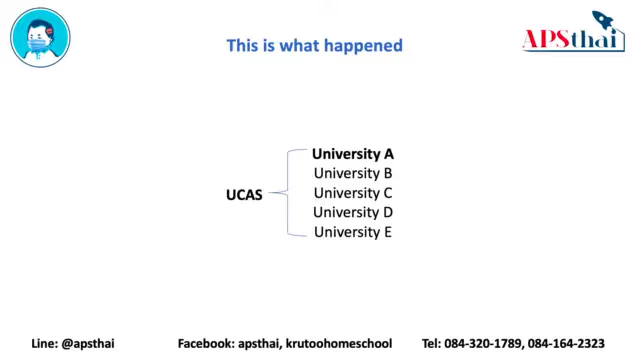 This is what happened
APSthai
University A
University B
UCAS
University C
University D
University E
Line: @apsthai
Facebook: apsthai, krutoohomeschool
Tel: 084-320-1789, 084-164-2323